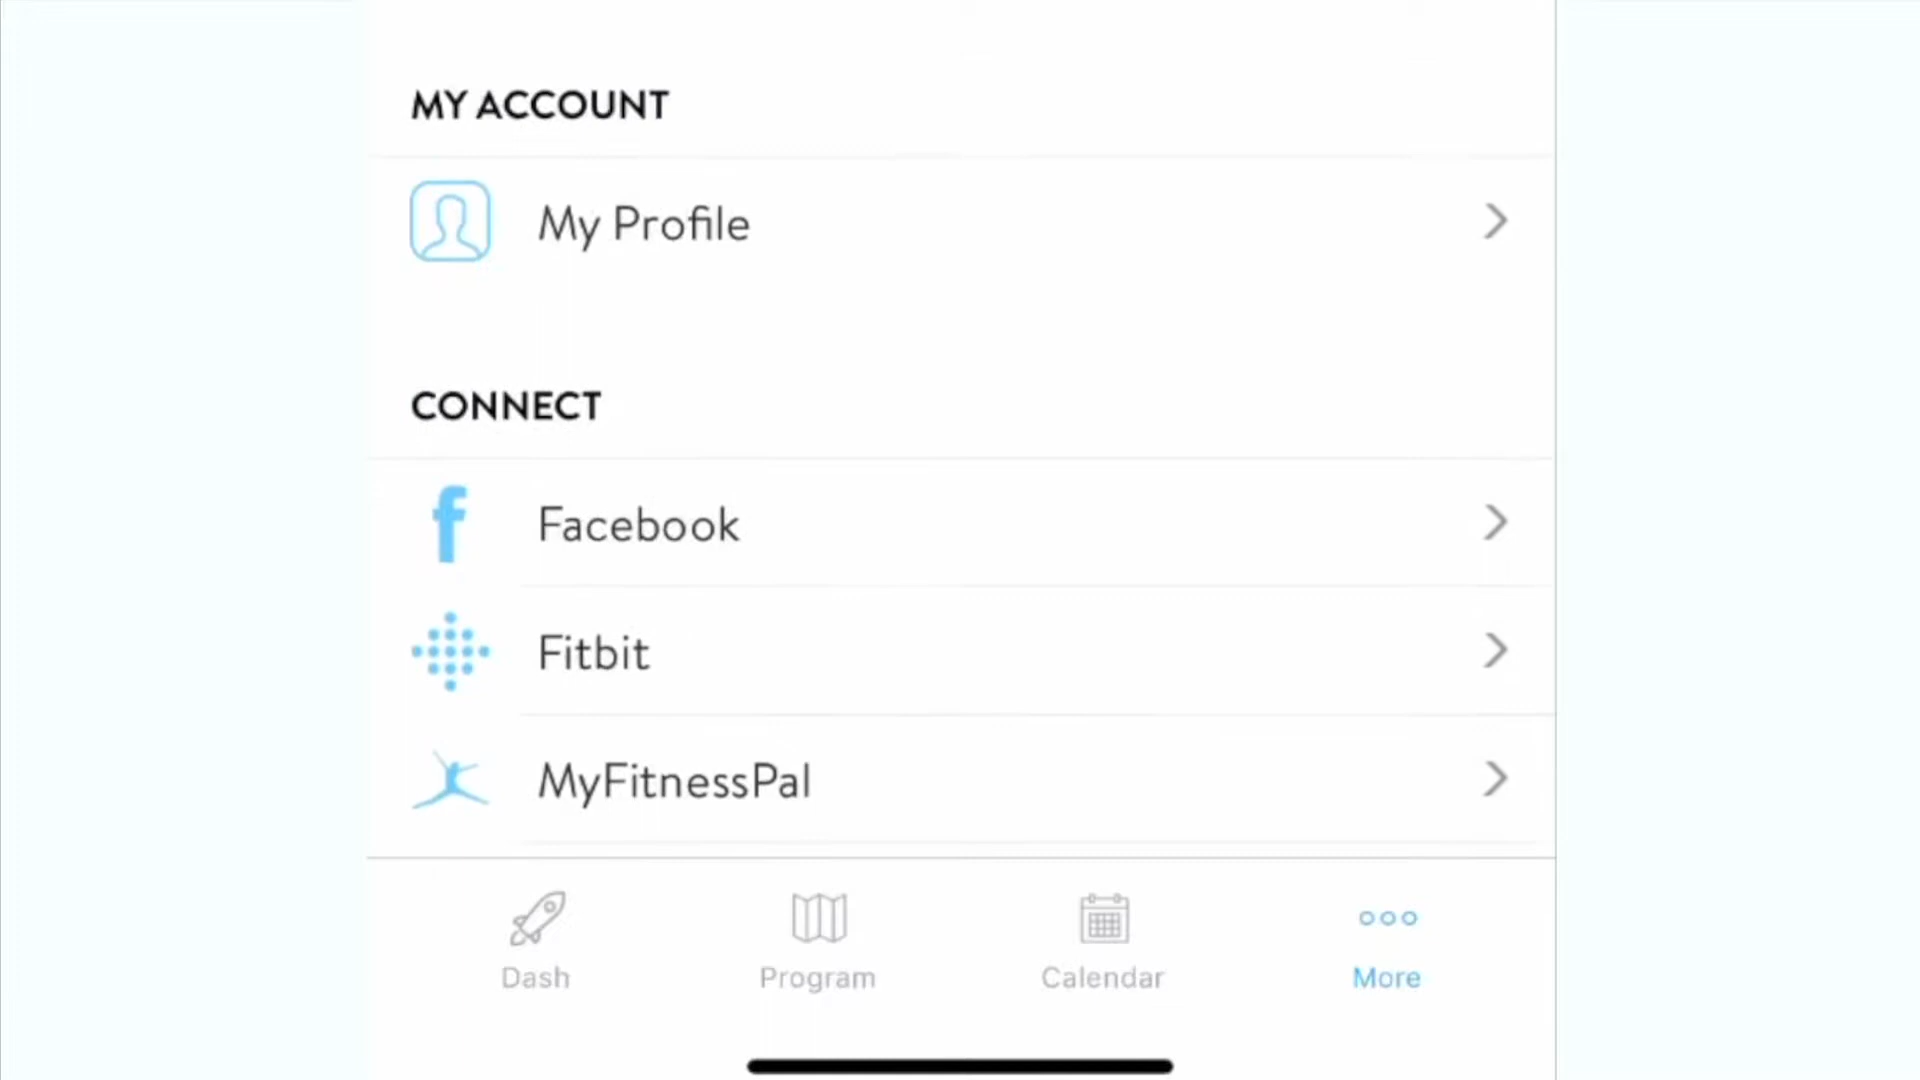 MY ACCOUNT
My Profile
CONNECT
Facebook
Fitbit
MyFitnessPal
Dash
Program
Calendar
More